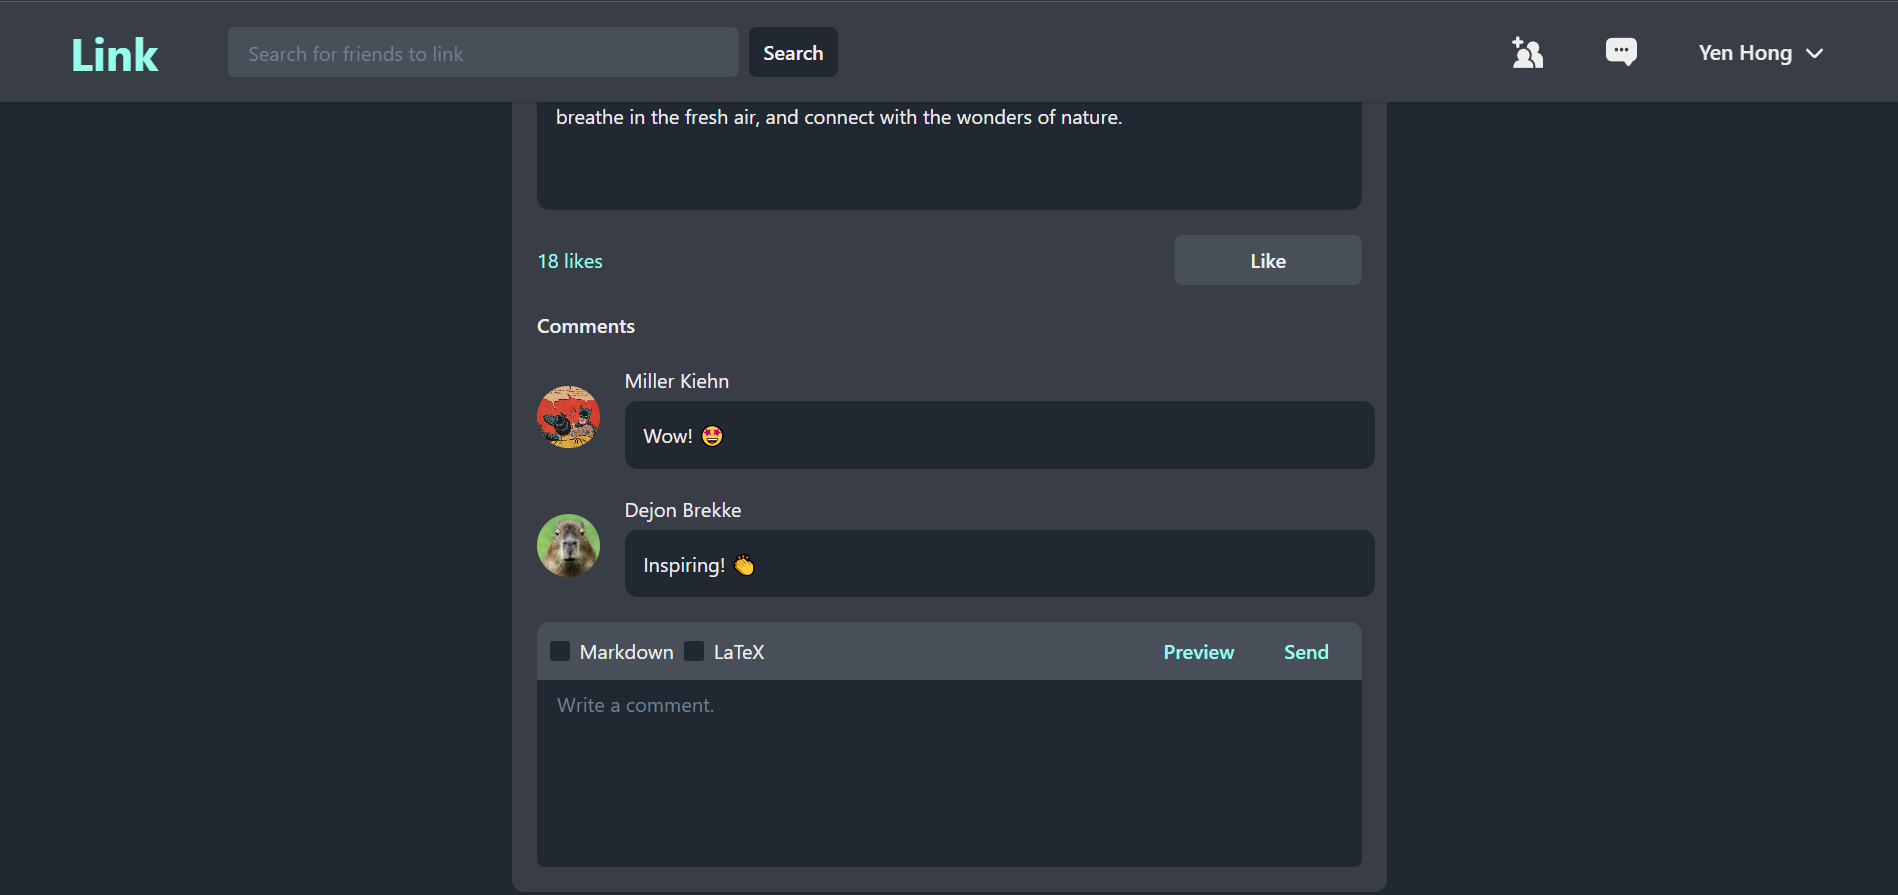 Link
Search for friends to link
Search
Yen Hong
breathe in the fresh air, and connect with the wonders of nature.
18 likes
Like
Comments
Miller Kiehn
Wow! 🤩
Dejon Brekke
Inspiring! 👏
Markdown LaTeX Preview Send
Write a comment.